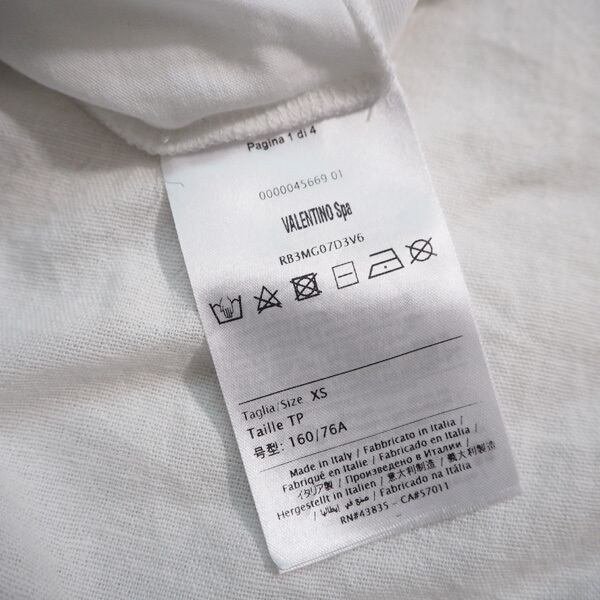 Pagina 1 di 4
0000045669 01
VALENTINO Spa
RB3MG07D3V6
Taglia/Size XS
Taille TP
号型: 160/76A
Made in Italy / Fabbricato in Italia /
Fabriqué en Italie / Fabricado en Italia /
イタリア製 / Произведено в Италии /
Hergestellt in Italien / 意大利制造 / 義大利製造
/ صنع في إيطاليا / Fabricado na Itália
RN#43835 - CA#57011